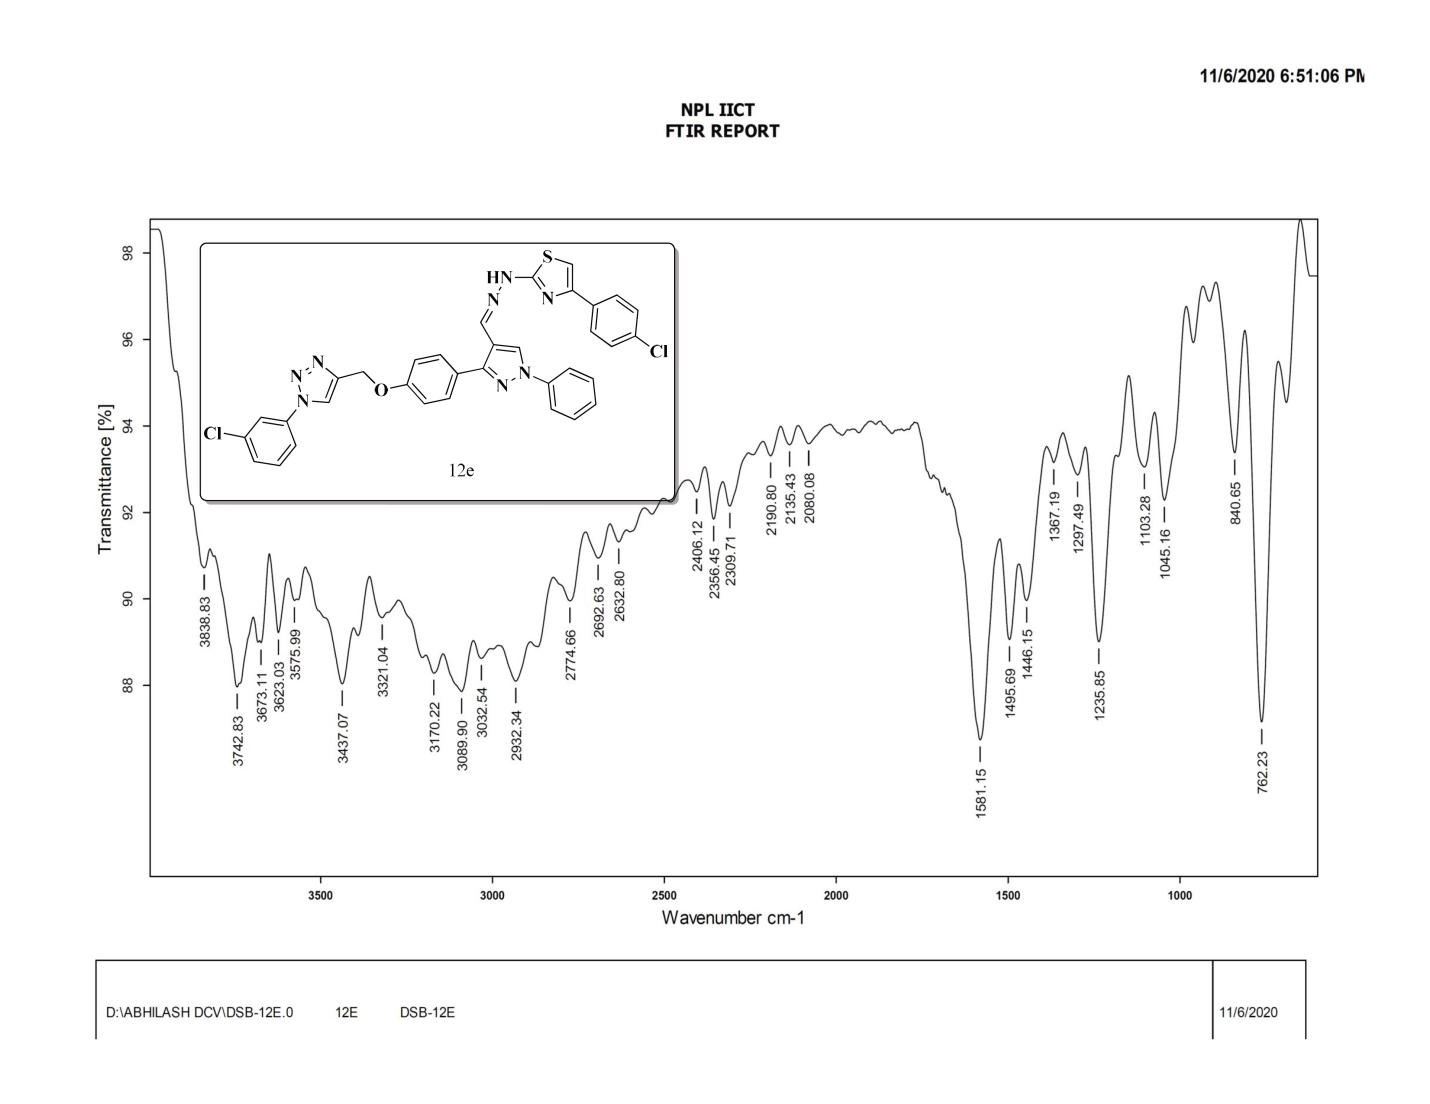 11/6/2020 6:51:06 PM
NPL IICT
FTIR REPORT
98
96
94
92
90
88
Transmittance [%]
S
HN
N
N
Cl
N
N
N
N
N
O
Cl
12e
3838.83
3742.83
3673.11
3623.03
3575.99
3437.07
3321.04
3170.22
3089.90
3032.54
2932.34
2774.66
2692.63
2632.80
2406.12
2356.45
2309.71
2190.80
2135.43
2080.08
1581.15
1495.69
1446.15
1367.19
1297.49
1235.85
1103.28
1045.16
840.65
762.23
3500
3000
2500
2000
1500
1000
Wavenumber cm-1
D:\ABHILASH DCV\DSB-12E.0 12E DSB-12E 11/6/2020